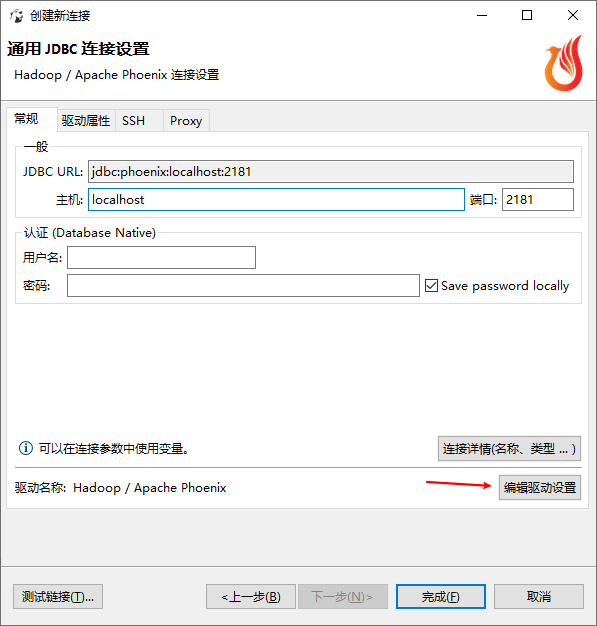 创建新连接
通用 JDBC 连接设置
Hadoop / Apache Phoenix 连接设置
常规 驱动属性 SSH Proxy
一般
JDBC URL: jdbc:phoenix:localhost:2181
主机: localhost 端口: 2181
认证 (Database Native)
用户名:
密码: Save password locally
可以在连接参数中使用变量。 连接详情(名称、类型 ... )
驱动名称: Hadoop / Apache Phoenix 编辑驱动设置
测试链接(T)... <上一步(B) 下一步(N)> 完成(F) 取消